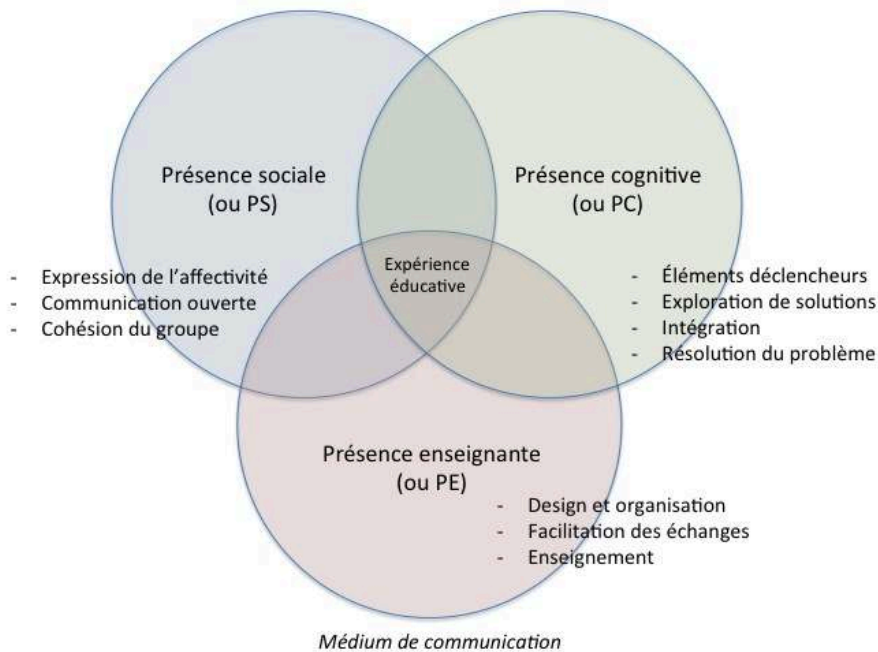 Présence sociale
(ou PS)
- Expression de l'affectivité
- Communication ouverte
- Cohésion du groupe
Présence cognitive
(ou PC)
- Éléments déclencheurs
- Exploration de solutions
- Intégration
- Résolution du problème
Expérience
éducative
Présence enseignante
(ou PE)
- Design et organisation
- Facilitation des échanges
- Enseignement
Médium de communication